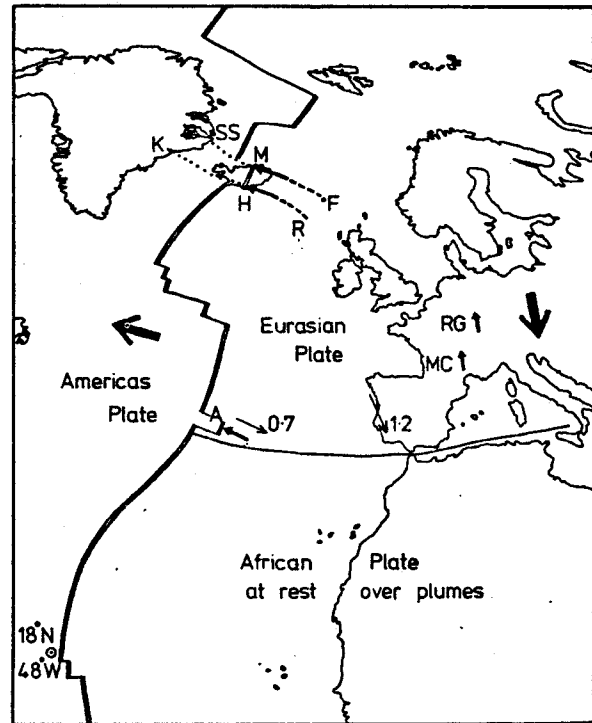 SS
K
M
H
F
R
Eurasian
Plate
RG
MC
Americas
Plate
A
0·7
1·2
African Plate
at rest over plumes
18°N
48°W